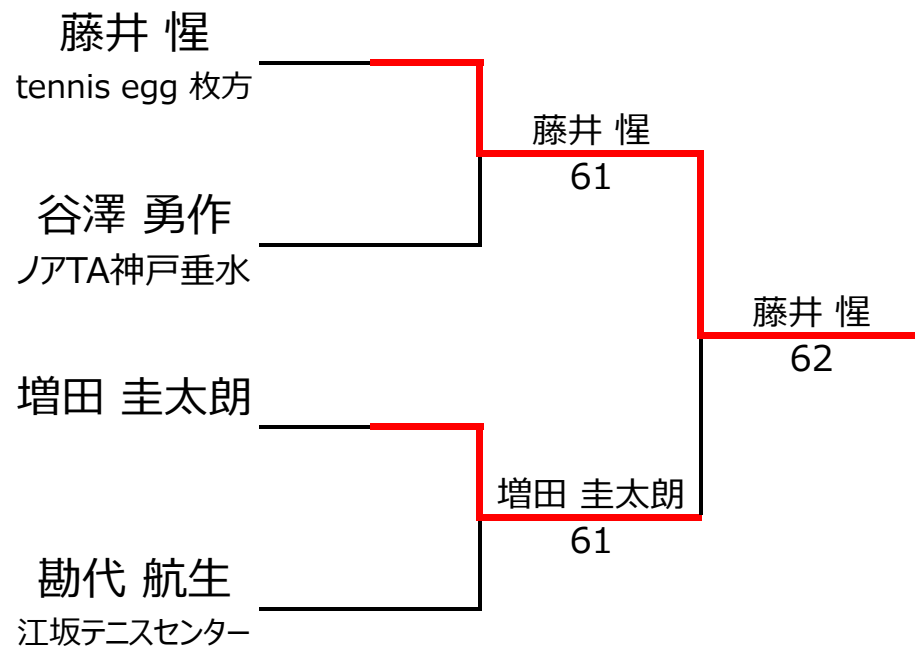 藤井 惺
tennis egg 枚方
谷澤 勇作
ノアTA神戸垂水
増田 圭太朗
勘代 航生
江坂テニスセンター
藤井 惺
61
増田 圭太朗
61
藤井 惺
62